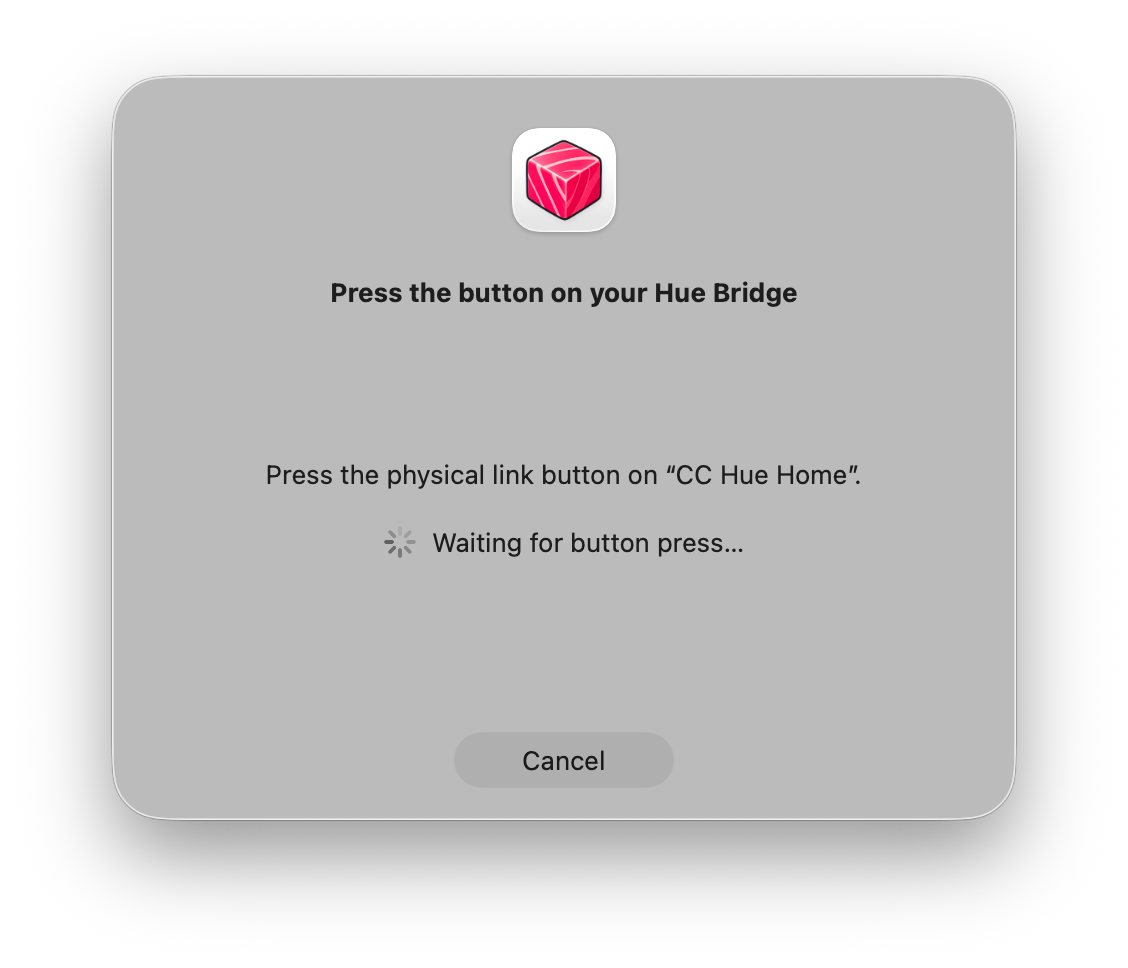 Press the button on your Hue Bridge
Press the physical link button on “CC Hue Home”.
Waiting for button press...
Cancel